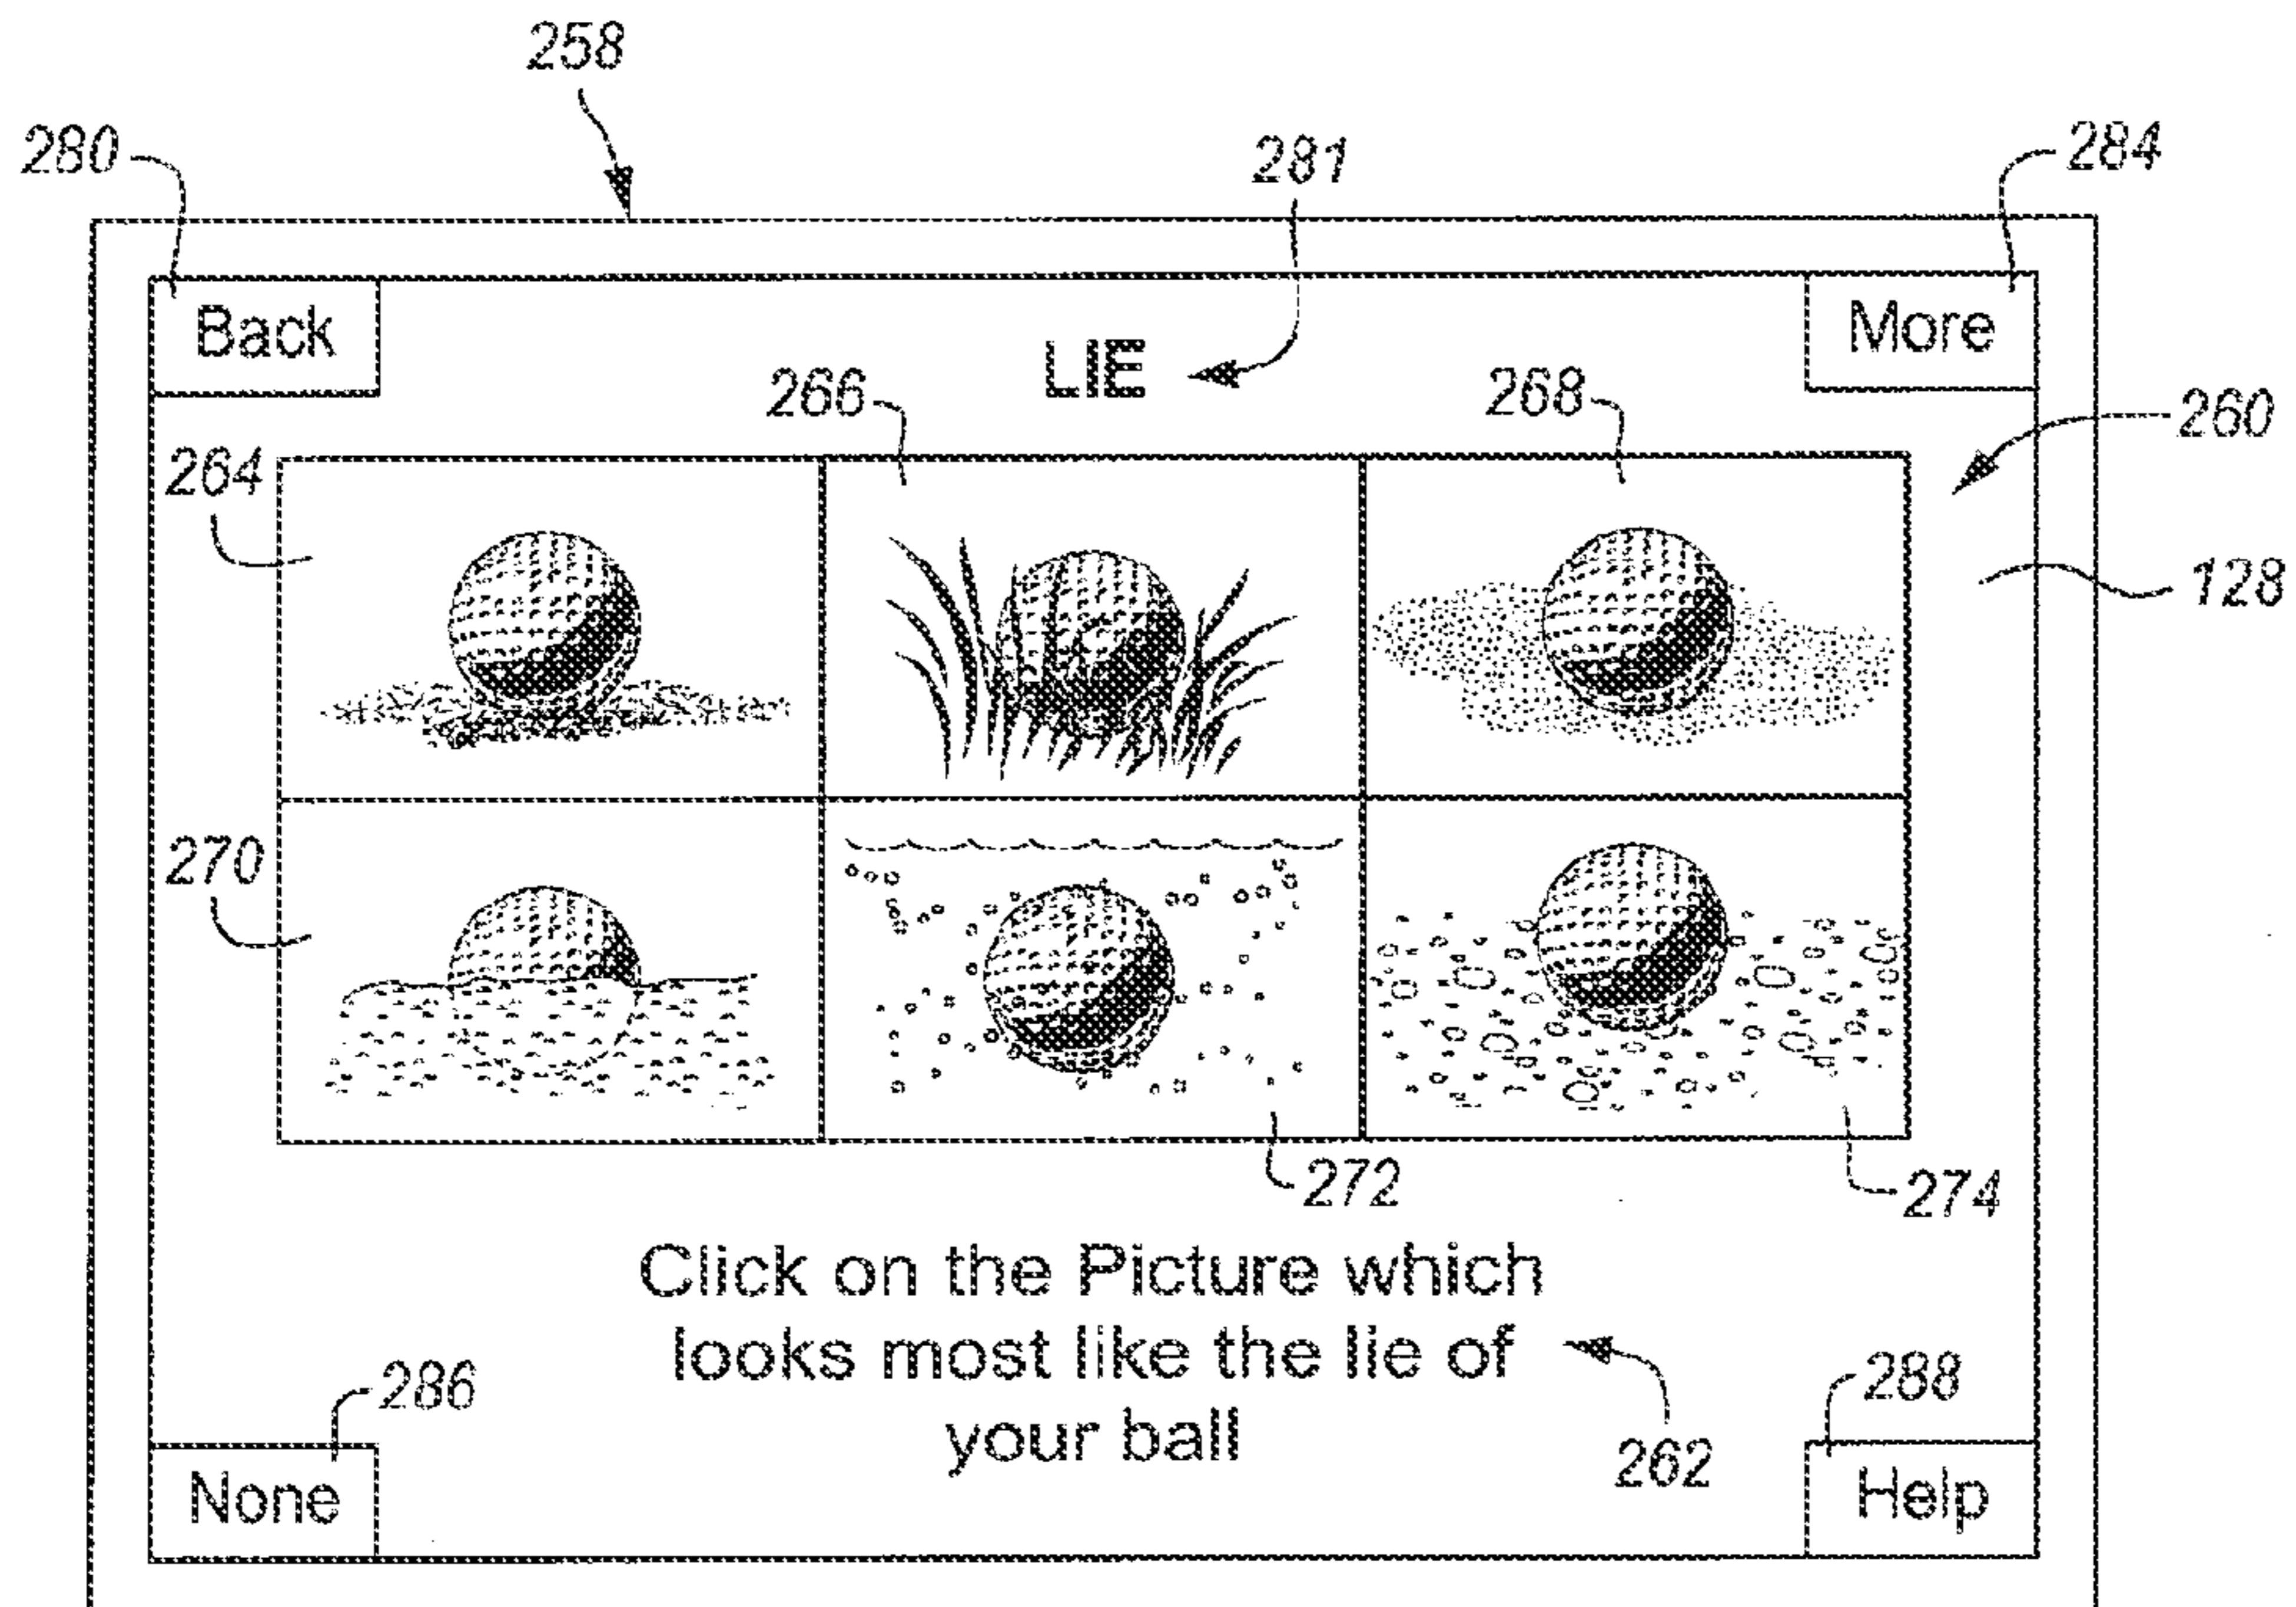 258
280
281
284
Back
LIE
More
266
268
260
264
128
270
272
274
Click on the Picture which
looks most like the lie of
your ball
286
288
262
None
Help